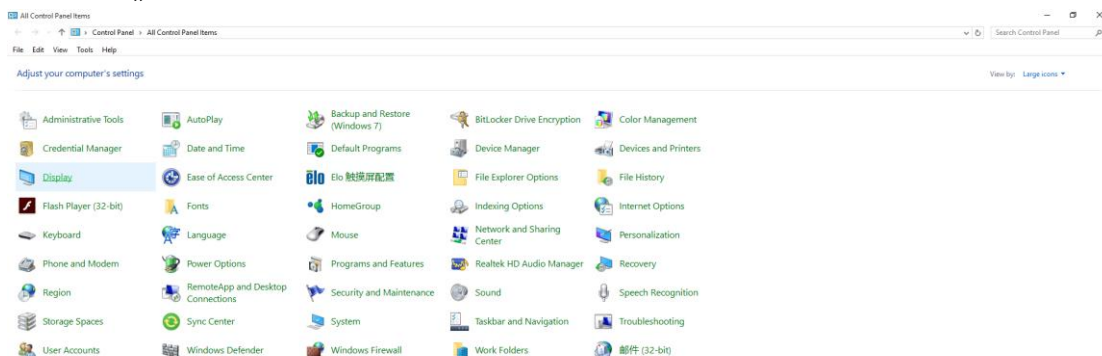 All Control Panel Items
Control Panel > All Control Panel Items
Search Control Panel
File Edit View Tools Help
Adjust your computer's settings
View by: Large icons
Administrative Tools
AutoPlay
Backup and Restore
(Windows 7)
BitLocker Drive Encryption
Color Management
Credential Manager
Date and Time
Default Programs
Device Manager
Devices and Printers
Display
Ease of Access Center
elo
Elo 触摸屏配置
File Explorer Options
File History
Flash Player (32-bit)
Fonts
HomeGroup
Indexing Options
Internet Options
Keyboard
Language
Mouse
Network and Sharing
Center
Personalization
Phone and Modem
Power Options
Programs and Features
Realtek HD Audio Manager
Recovery
Region
RemoteApp and Desktop
Connections
Security and Maintenance
Sound
Speech Recognition
Storage Spaces
Sync Center
System
Taskbar and Navigation
Troubleshooting
User Accounts
Windows Defender
Windows Firewall
Work Folders
邮件 (32-bit)